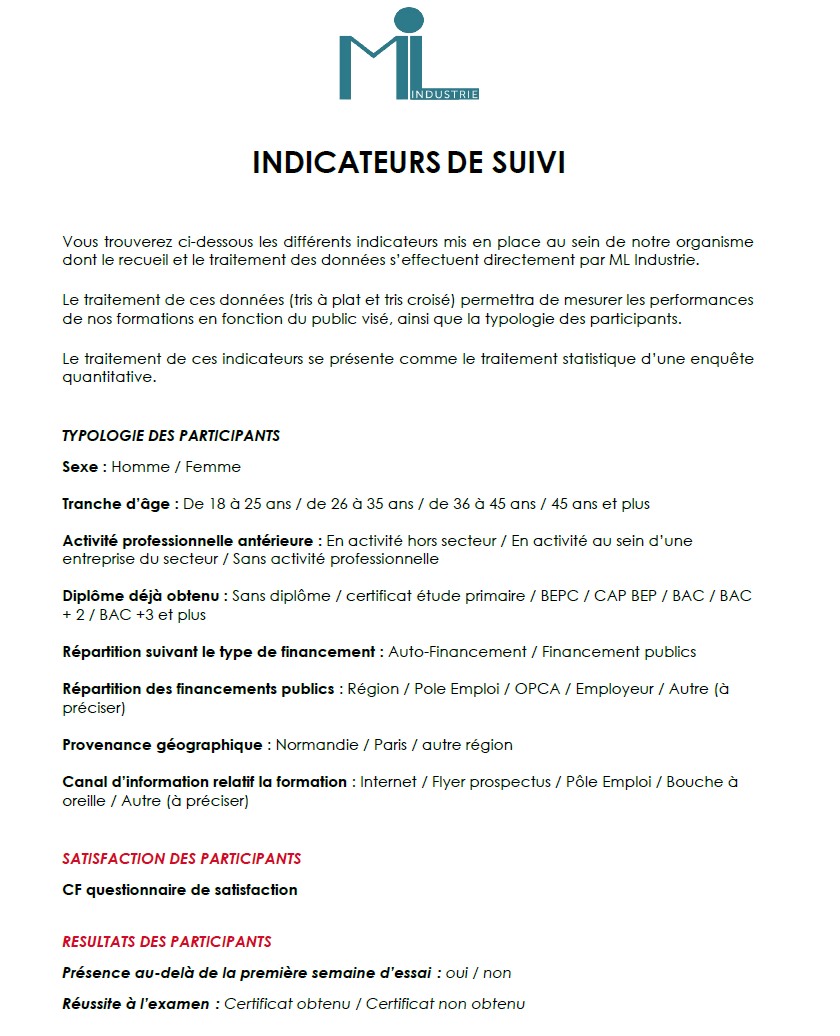 ML
INDUSTRIE
INDICATEURS DE SUIVI
Vous trouverez ci-dessous les différents indicateurs mis en place au sein de notre organisme
dont le recueil et le traitement des données s’effectuent directement par ML Industrie.
Le traitement de ces données (tris à plat et tris croisé) permettra de mesurer les performances
de nos formations en fonction du public visé, ainsi que la typologie des participants.
Le traitement de ces indicateurs se présente comme le traitement statistique d’une enquête
quantitative.
TYPOLOGIE DES PARTICIPANTS
Sexe : Homme / Femme
Tranche d’âge : De 18 à 25 ans / de 26 à 35 ans / de 36 à 45 ans / 45 ans et plus
Activité professionnelle antérieure : En activité hors secteur / En activité au sein d’une
entreprise du secteur / Sans activité professionnelle
Diplôme déjà obtenu : Sans diplôme / certificat étude primaire / BEPC / CAP BEP / BAC / BAC
+ 2 / BAC +3 et plus
Répartition suivant le type de financement : Auto-Financement / Financement publics
Répartition des financements publics : Région / Pole Emploi / OPCA / Employeur / Autre (à
préciser)
Provenance géographique : Normandie / Paris / autre région
Canal d’information relatif la formation : Internet / Flyer prospectus / Pôle Emploi / Bouche à
oreille / Autre (à préciser)
SATISFACTION DES PARTICIPANTS
CF questionnaire de satisfaction
RESULTATS DES PARTICIPANTS
Présence au-delà de la première semaine d’essai : oui / non
Réussite à l’examen : Certificat obtenu / Certificat non obtenu